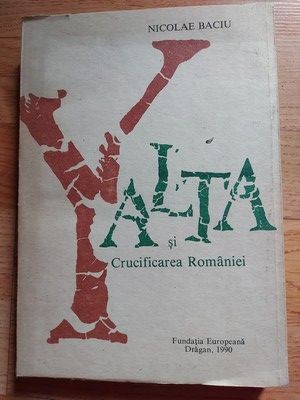 NICOLAE BACIU
YALTA
și
Crucificarea României
Fundația Europeană
Drăgan, 1990